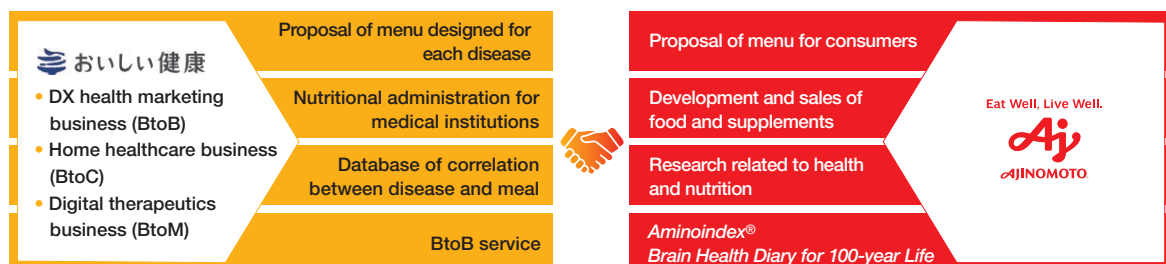 おいしい健康
• DX health marketing
business (BtoB)
• Home healthcare business
(BtoC)
• Digital therapeutics
business (BtoM)
Proposal of menu designed for
each disease
Nutritional administration for
medical institutions
Database of correlation
between disease and meal
BtoB service
Proposal of menu for consumers
Development and sales of
food and supplements
Research related to health
and nutrition
Aminoindex®
Brain Health Diary for 100-year Life
Eat Well, Live Well.
Aj
AJINOMOTO